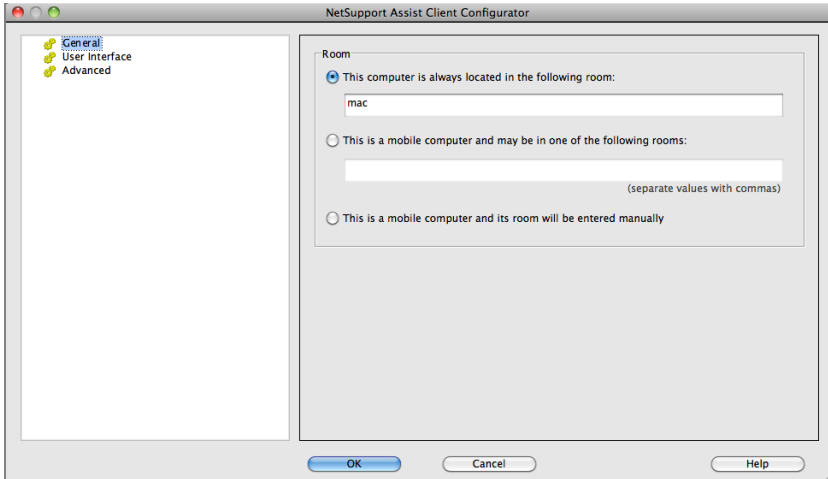 NetSupport Assist Client Configurator
General
User Interface
Advanced
Room
This computer is always located in the following room:
mac
This is a mobile computer and may be in one of the following rooms:
(separate values with commas)
This is a mobile computer and its room will be entered manually
OK
Cancel
Help